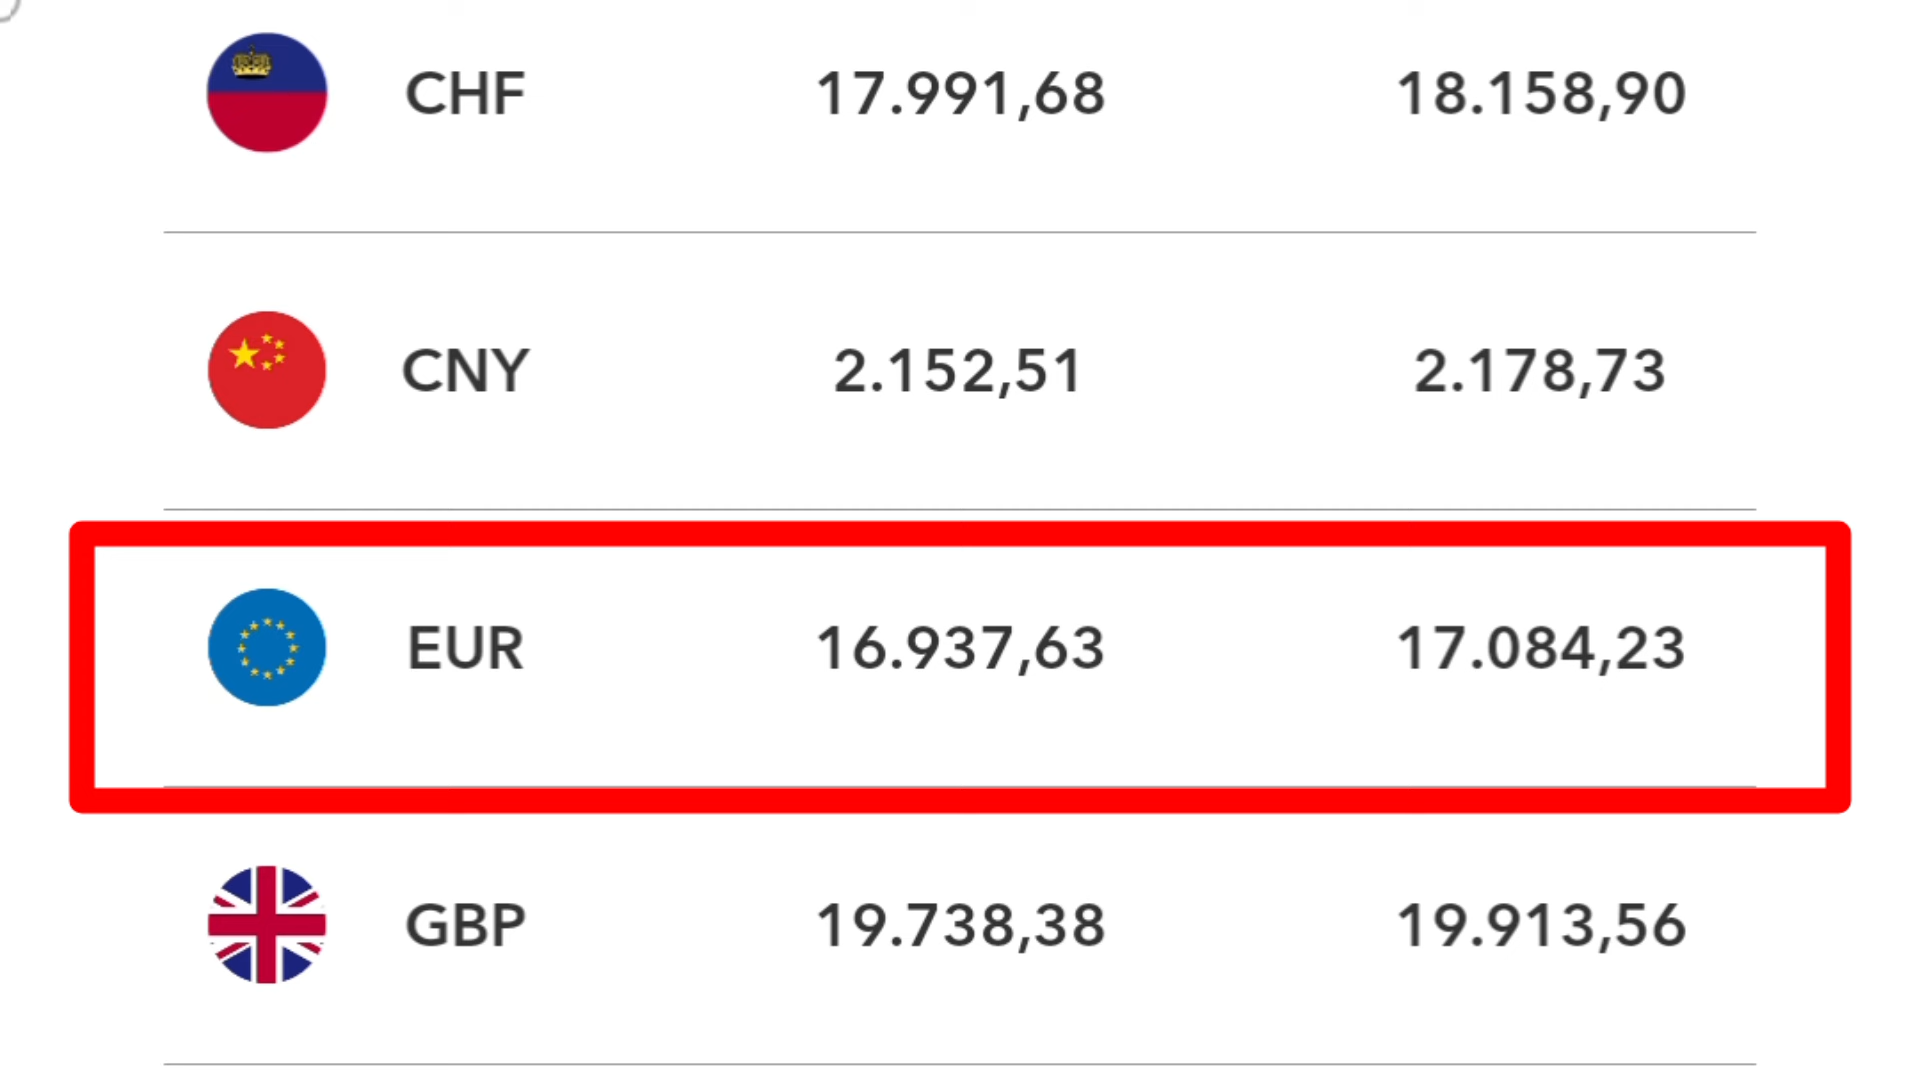 CHF 17.991,68 18.158,90
CNY 2.152,51 2.178,73
EUR 16.937,63 17.084,23
GBP 19.738,38 19.913,56